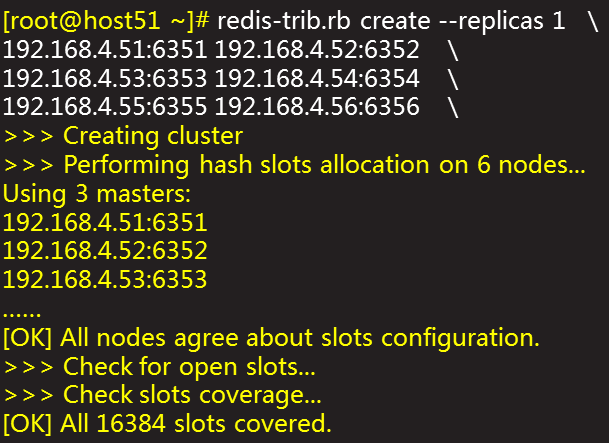 [root@host51 ~]# redis-trib.rb create --replicas 1 \
192.168.4.51:6351 192.168.4.52:6352 \
192.168.4.53:6353 192.168.4.54:6354 \
192.168.4.55:6355 192.168.4.56:6356 \
>>> Creating cluster
>>> Performing hash slots allocation on 6 nodes...
Using 3 masters:
192.168.4.51:6351
192.168.4.52:6352
192.168.4.53:6353
......
[OK] All nodes agree about slots configuration.
>>> Check for open slots...
>>> Check slots coverage...
[OK] All 16384 slots covered.